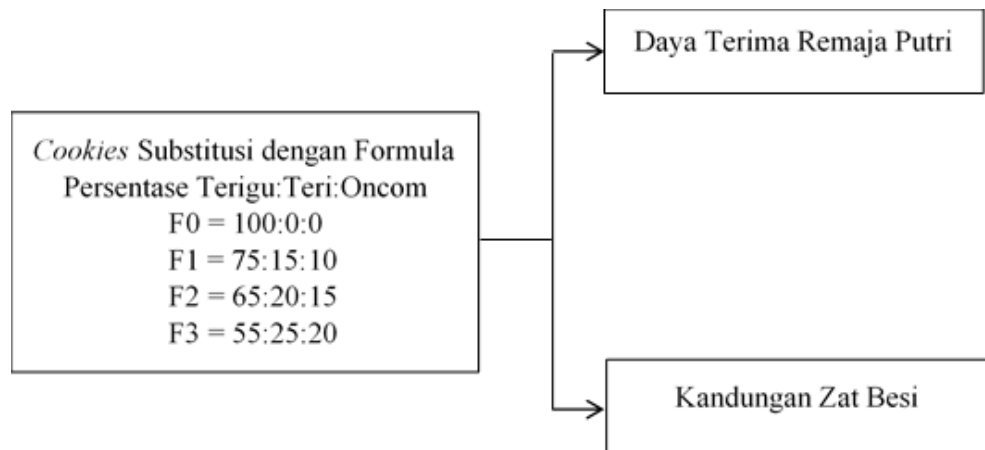 Daya Terima Remaja Putri
Cookies Substitusi dengan Formula
Persentase Terigu:Teri:Oncom
F0 = 100:0:0
F1 = 75:15:10
F2 = 65:20:15
F3 = 55:25:20
Kandungan Zat Besi